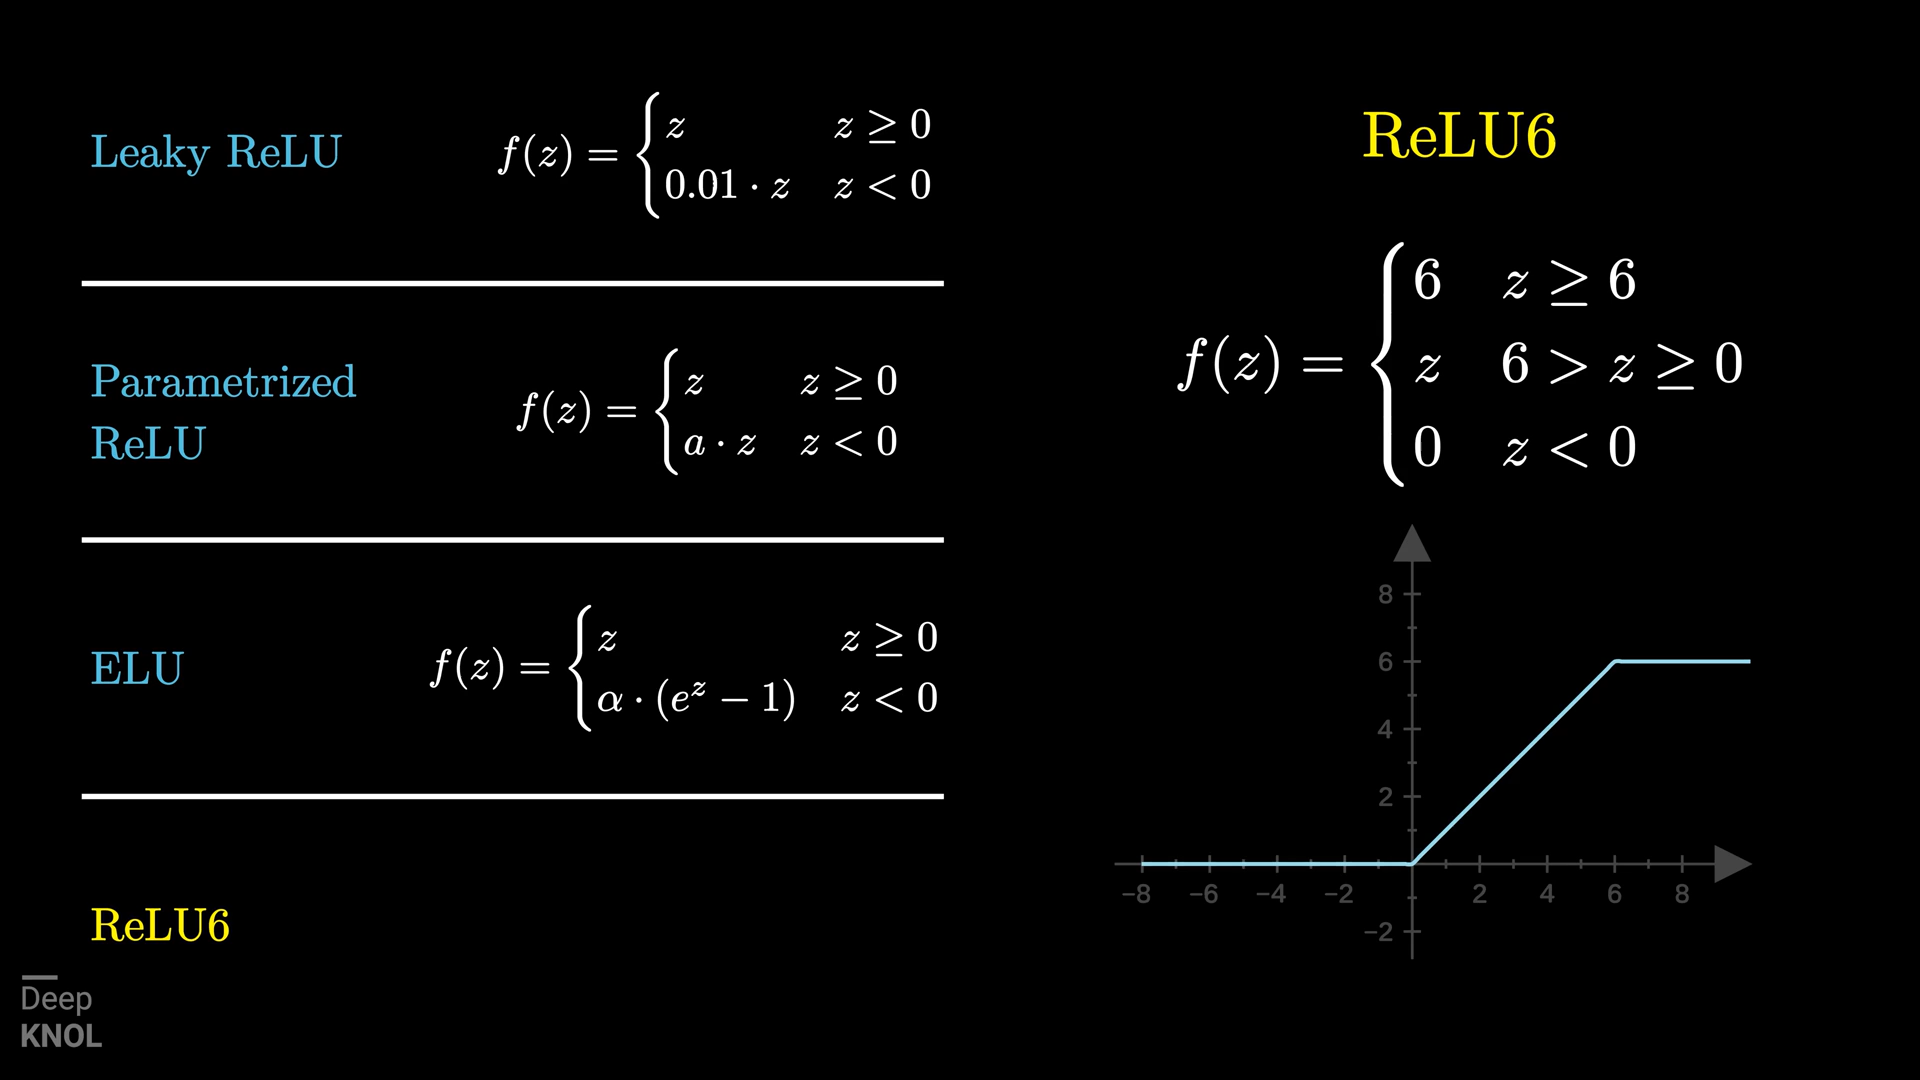 Leaky ReLU
f(z) = { z z ≥ 0
0.01 · z z < 0
Parametrized
ReLU
f(z) = { z z ≥ 0
a · z z < 0
ELU
f(z) = { z z ≥ 0
α · (e^z − 1) z < 0
ReLU6
Deep
KNOL
ReLU6
f(z) = { 6 z ≥ 6
z 6 > z ≥ 0
0 z < 0
8
6
4
2
−8 −6 −4 −2 2 4 6 8
−2